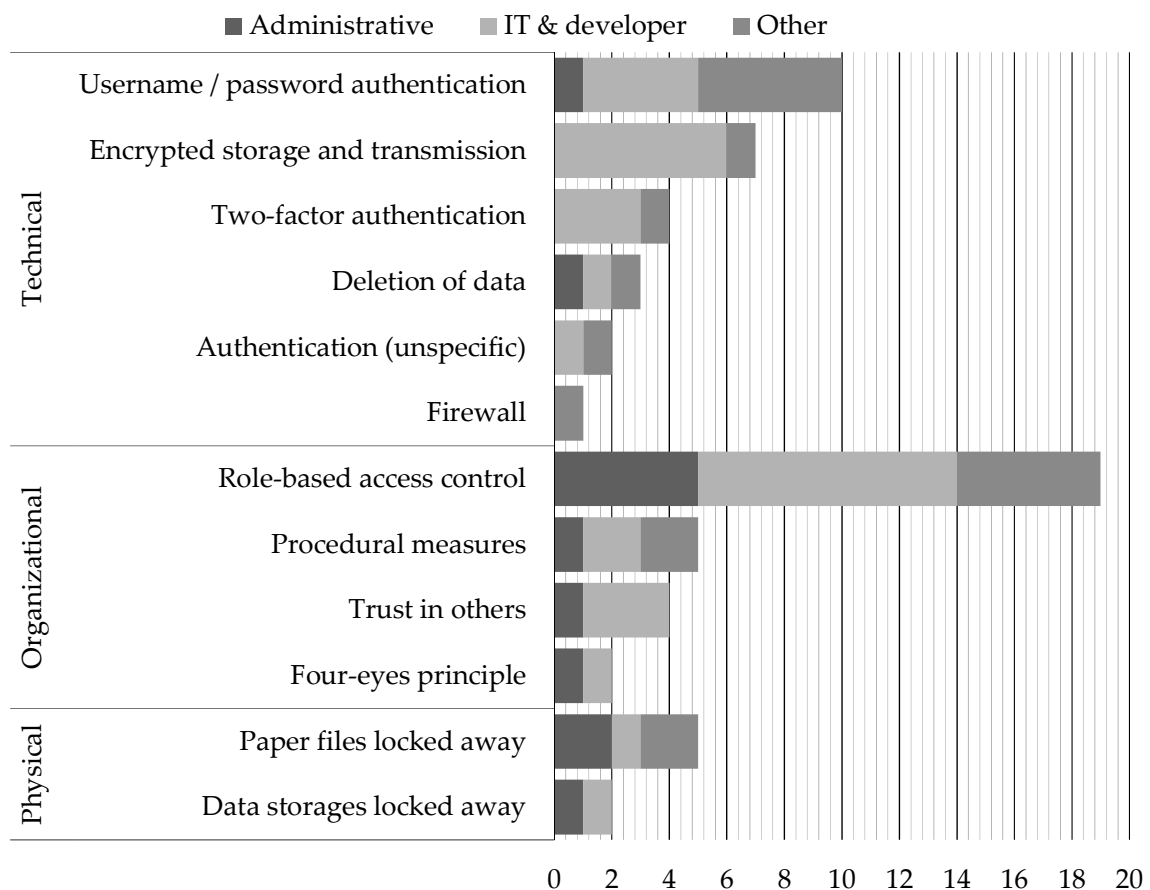 Administrative IT & developer Other
Technical
Username / password authentication
Encrypted storage and transmission
Two-factor authentication
Deletion of data
Authentication (unspecific)
Firewall
Organizational
Role-based access control
Procedural measures
Trust in others
Four-eyes principle
Physical
Paper files locked away
Data storages locked away
0 2 4 6 8 10 12 14 16 18 20